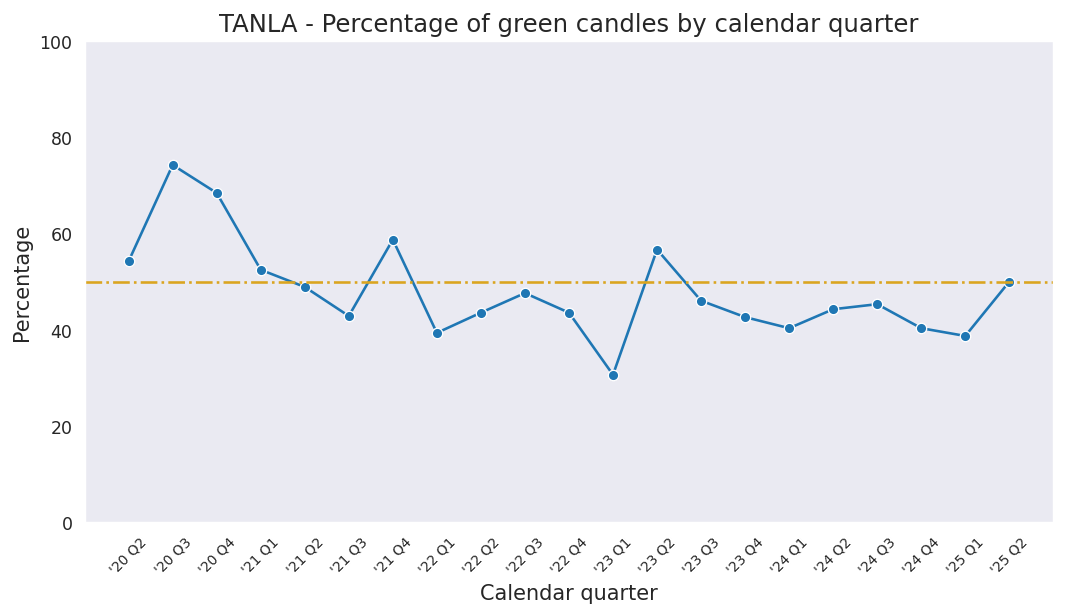 TANLA - Percentage of green candles by calendar quarter
Percentage
100
80
60
40
20
0
'20 Q2
'20 Q3
'20 Q4
'21 Q1
'21 Q2
'21 Q3
'21 Q4
'22 Q1
'22 Q2
'22 Q3
'22 Q4
'23 Q1
'23 Q2
'23 Q3
'23 Q4
'24 Q1
'24 Q2
'24 Q3
'24 Q4
'25 Q1
'25 Q2
Calendar quarter